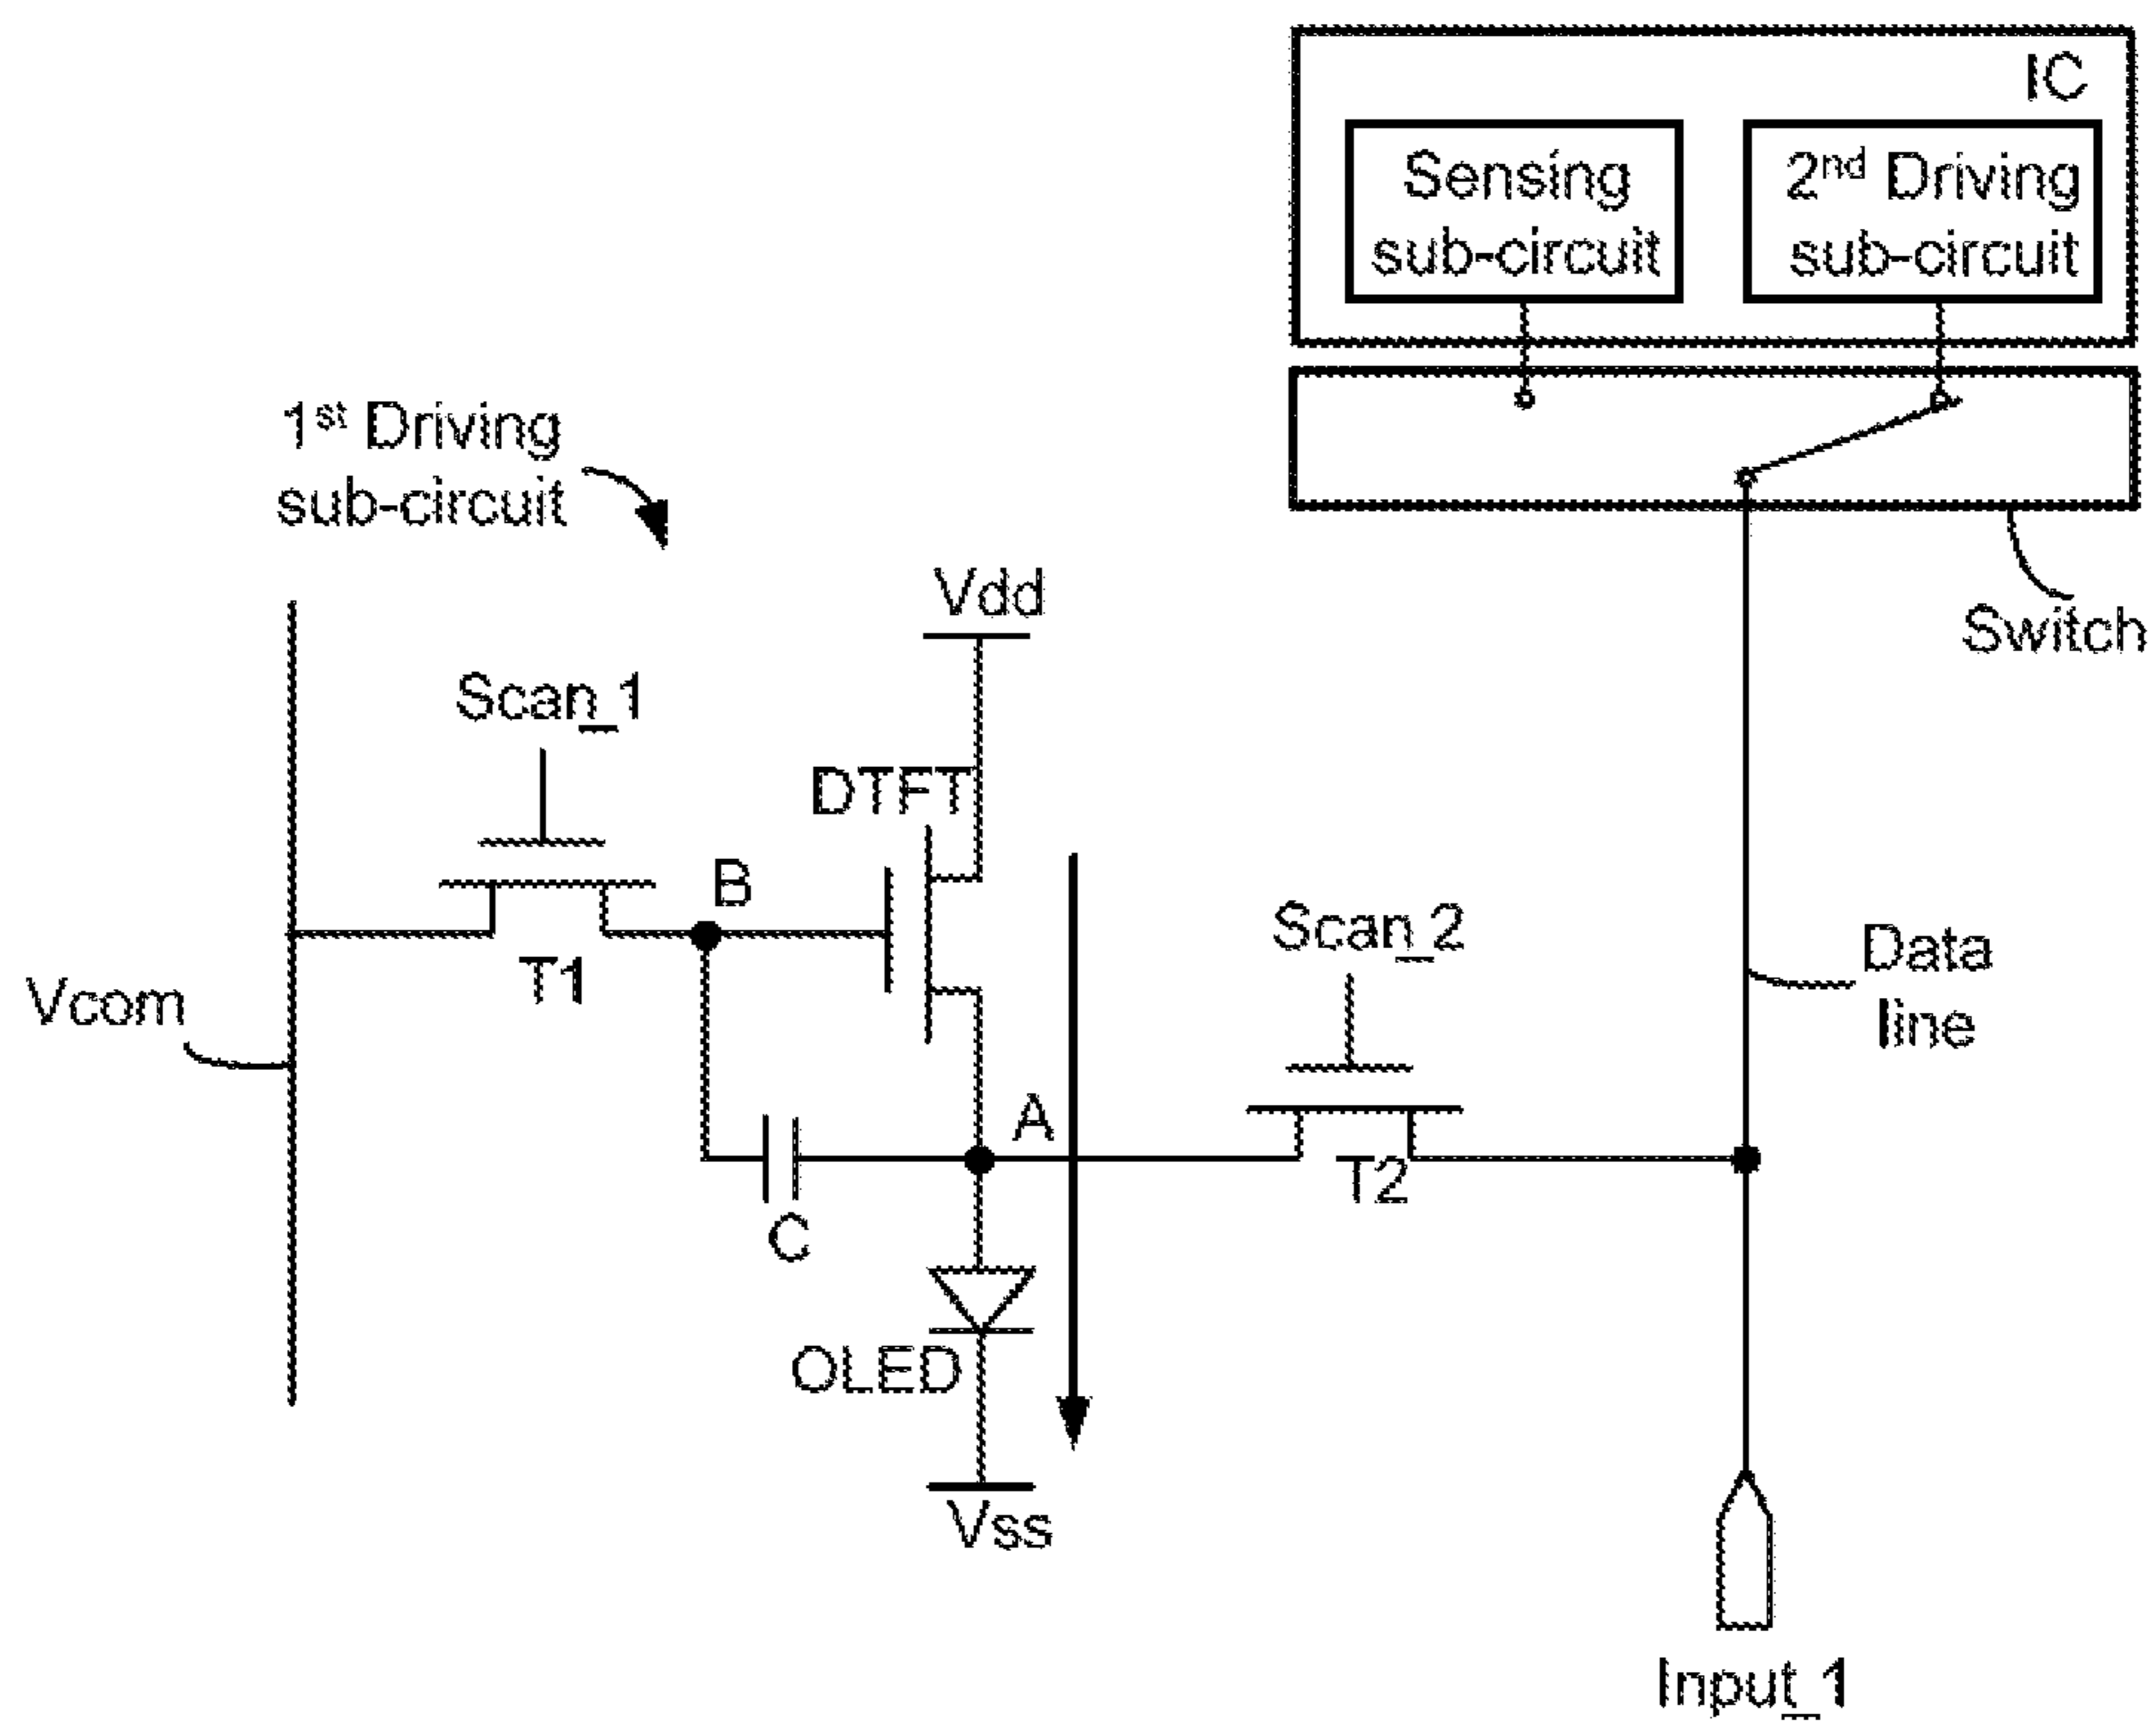 IC
Sensing
sub-circuit
2nd Driving
sub-circuit
1st Driving
sub-circuit
Switch
Vdd
Scan_1
DTFT
B
T1
Scan_2
Data
line
Vcom
A
T2
C
OLED
Vss
Input_1